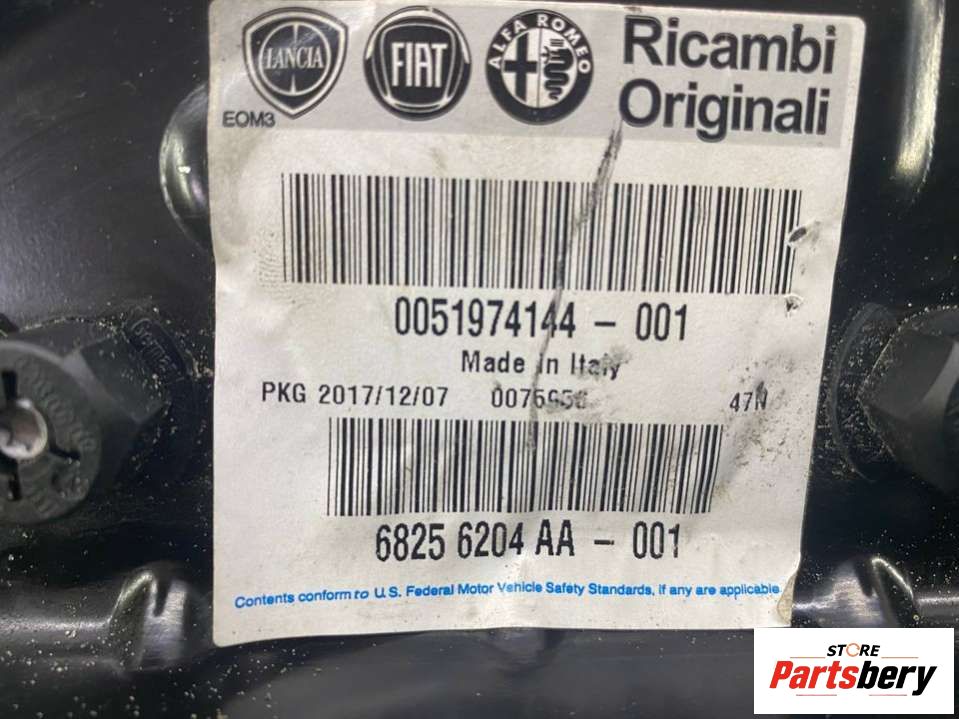 LANCIA
FIAT
ALFA ROMEO
Ricambi
Originali
EOM3
0051974144 - 001
Made in Italy
PKG 2017/12/07
47N
6825 6204 AA - 001
Contents conform to U.S. Federal Motor Vehicle Safety Standards, if any are applicable
STORE
Partsbery